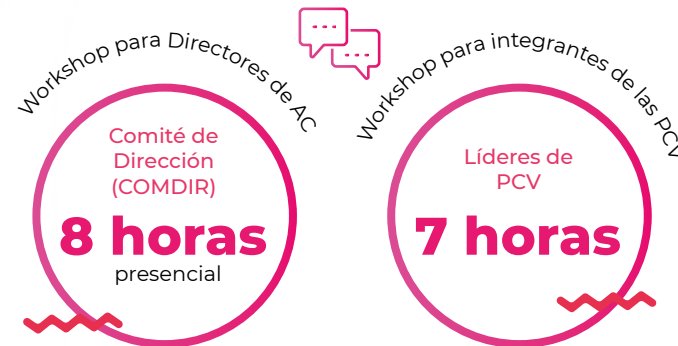 Workshop para Directores de AC
Comité de
Dirección
(COMDIR)
8 horas
presencial
Workshop para integrantes de las PCV
Líderes de
PCV
7 horas